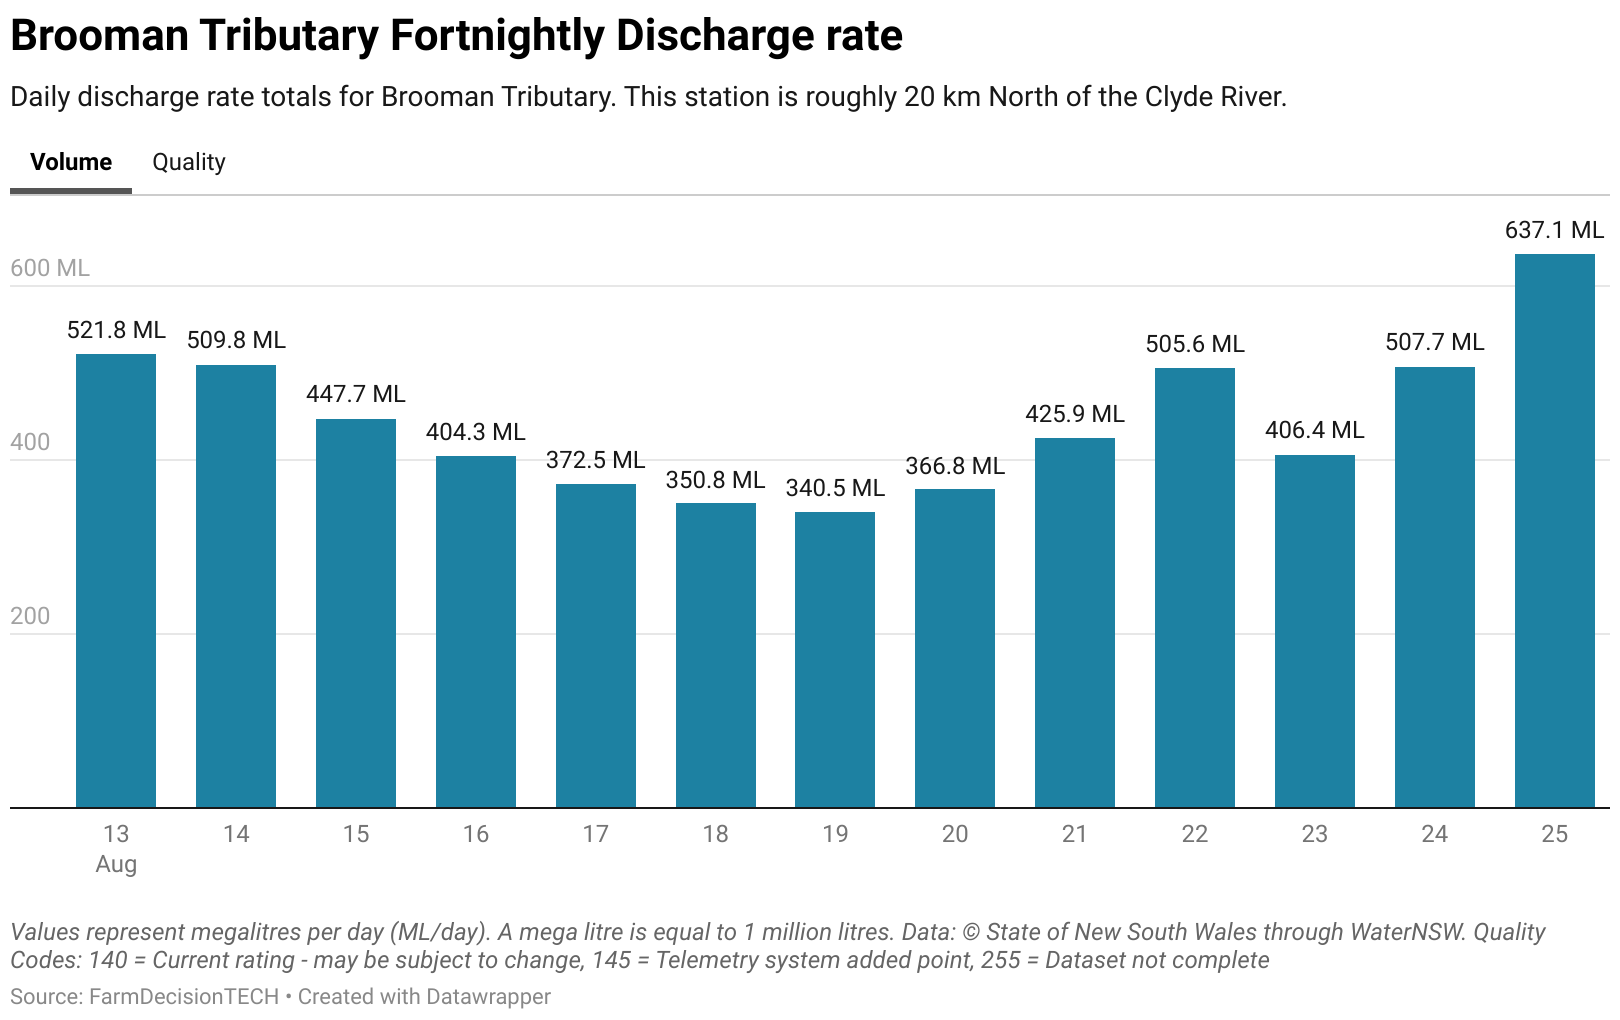 Brooman Tributary Fortnightly Discharge rate
Daily discharge rate totals for Brooman Tributary. This station is roughly 20 km North of the Clyde River.
Volume Quality
637.1 ML
600 ML
521.8 ML
509.8 ML
505.6 ML
507.7 ML
447.7 ML
425.9 ML
404.3 ML
406.4 ML
400
372.5 ML
366.8 ML
350.8 ML
340.5 ML
200
13 14 15 16 17 18 19 20 21 22 23 24 25
Aug
Values represent megalitres per day (ML/day). A mega litre is equal to 1 million litres. Data: © State of New South Wales through WaterNSW. Quality
Codes: 140 = Current rating - may be subject to change, 145 = Telemetry system added point, 255 = Dataset not complete
Source: FarmDecisionTECH • Created with Datawrapper